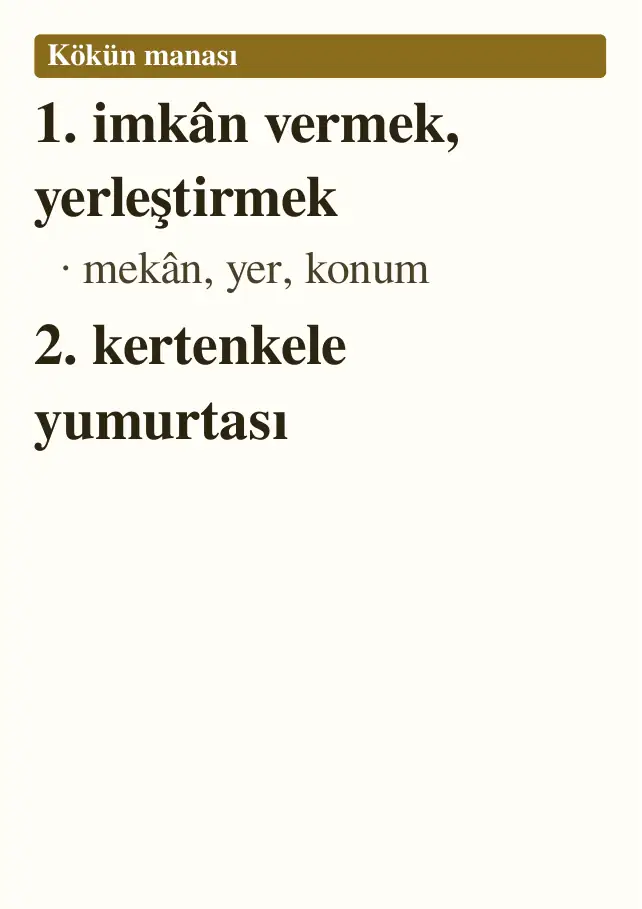 Kökün manası
1. imkân vermek,
yerleştirmek
· mekân, yer, konum
2. kertenkele
yumurtası